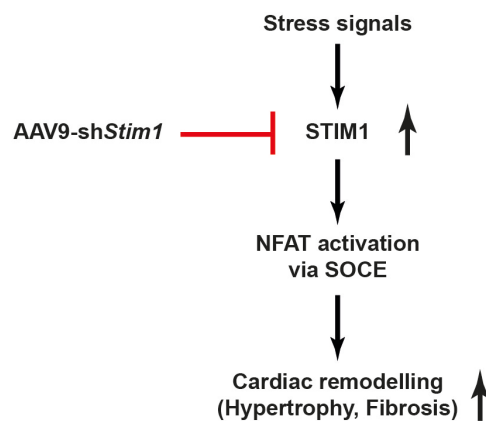 Stress signals
AAV9-shStim1
STIM1
NFAT activation
via SOCE
Cardiac remodelling
(Hypertrophy, Fibrosis)